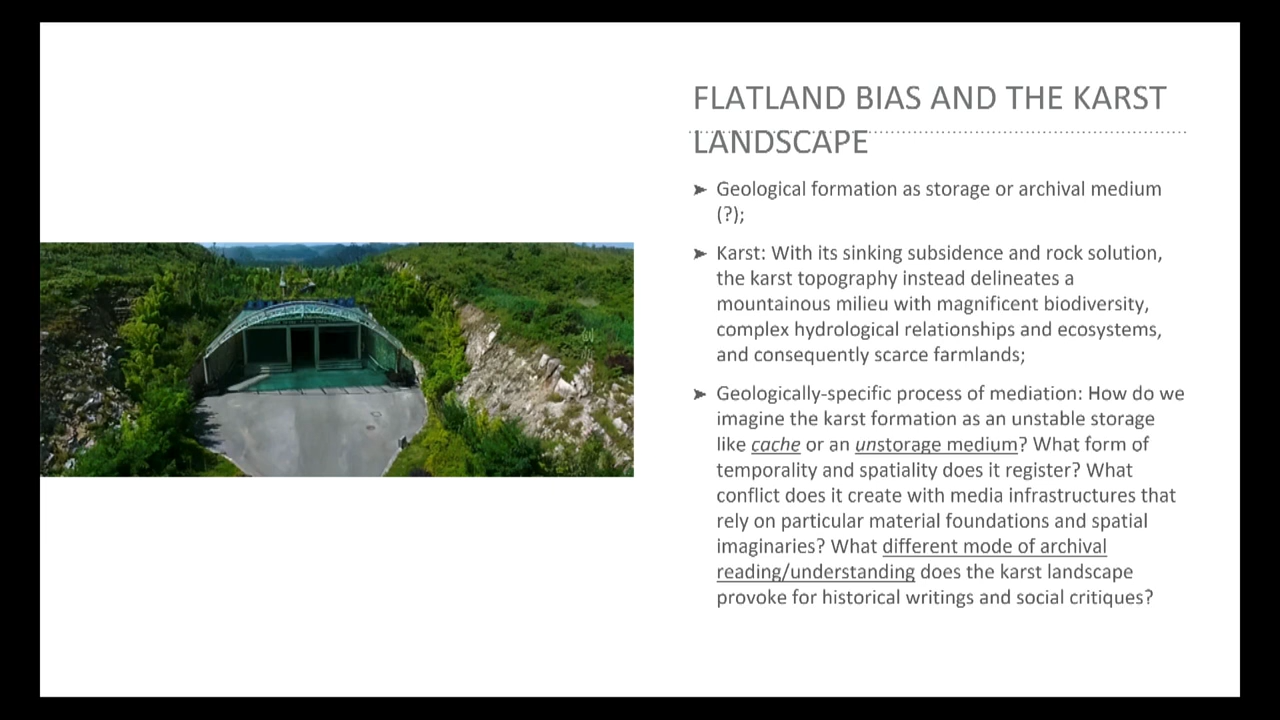 FLATLAND BIAS AND THE KARST
LANDSCAPE
➤ Geological formation as storage or archival medium
(?);
➤ Karst: With its sinking subsidence and rock solution,
the karst topography instead delineates a
mountainous milieu with magnificent biodiversity,
complex hydrological relationships and ecosystems,
and consequently scarce farmlands;
➤ Geologically-specific process of mediation: How do we
imagine the karst formation as an unstable storage
like cache or an unstorage medium? What form of
temporality and spatiality does it register? What
conflict does it create with media infrastructures that
rely on particular material foundations and spatial
imaginaries? What different mode of archival
reading/understanding does the karst landscape
provoke for historical writings and social critiques?